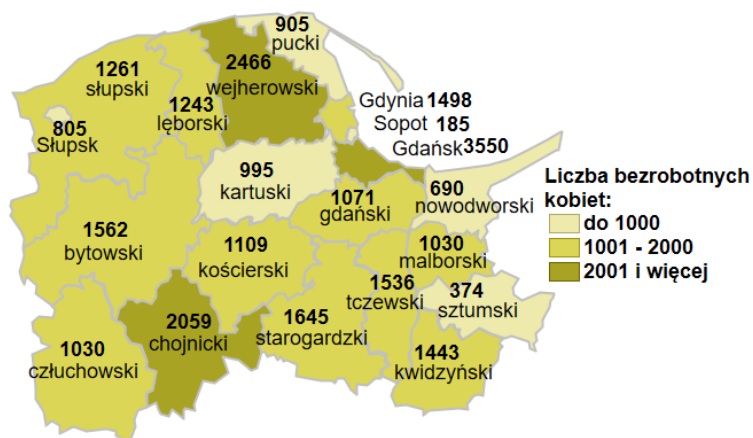 905
pucki
1261
słupski
2466
wejherowski
1243
lęborski
Gdynia 1498
Sopot 185
Gdańsk 3550
805
Słupsk
995
kartuski
1071
gdański
690
nowodworski
Liczba bezrobotnych
kobiet:
do 1000
1001 - 2000
2001 i więcej
1562
bytowski
1109
kościerski
1030
malborski
1536
tczewski
374
sztumski
2059
chojnicki
1645
starogardzki
1030
człuchowski
1443
kwidzyński